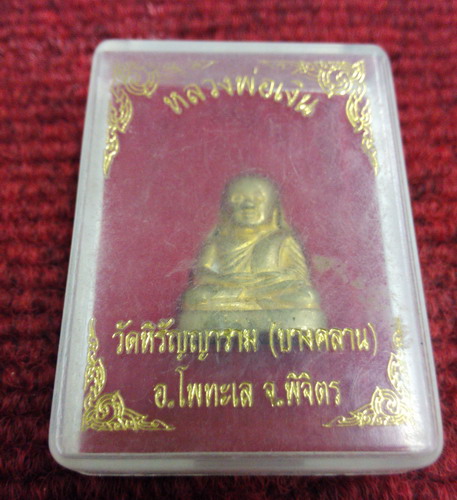 หลวงพ่อเงิน
วัดหิรัญญาราม (บางคลาน)
อ.โพทะเล จ.พิจิตร